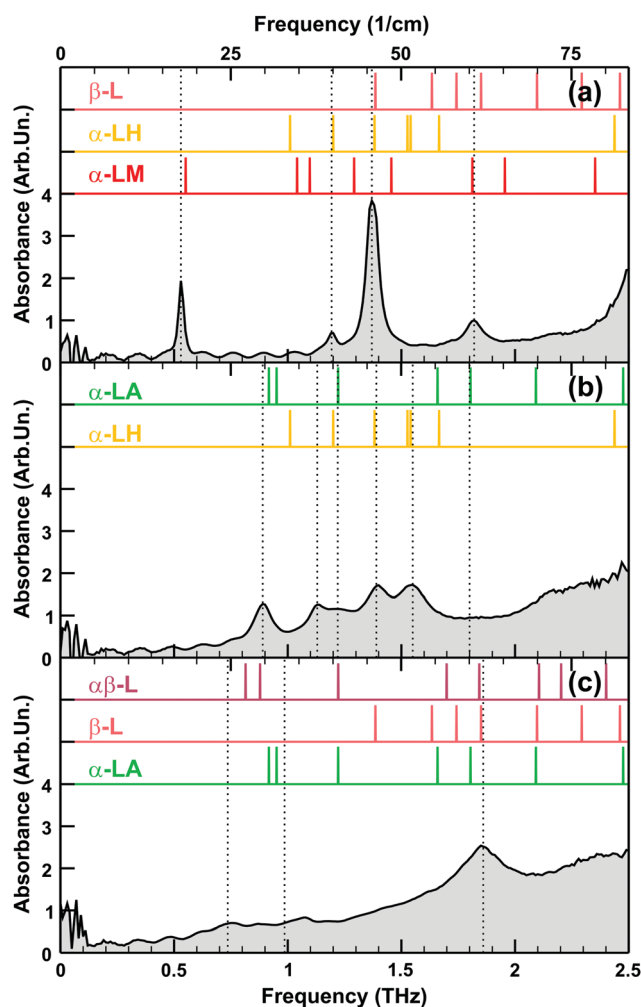 Frequency (1/cm)
0 25 50 75
β-L (a)
α-LH
α-LM
Absorbance (Arb.Un.)
4
3
2
1
0
α-LA (b)
α-LH
Absorbance (Arb.Un.)
4
3
2
1
0
αβ-L (c)
β-L
α-LA
Absorbance (Arb.Un.)
4
3
2
1
0
0 0.5 1 1.5 2 2.5
Frequency (THz)